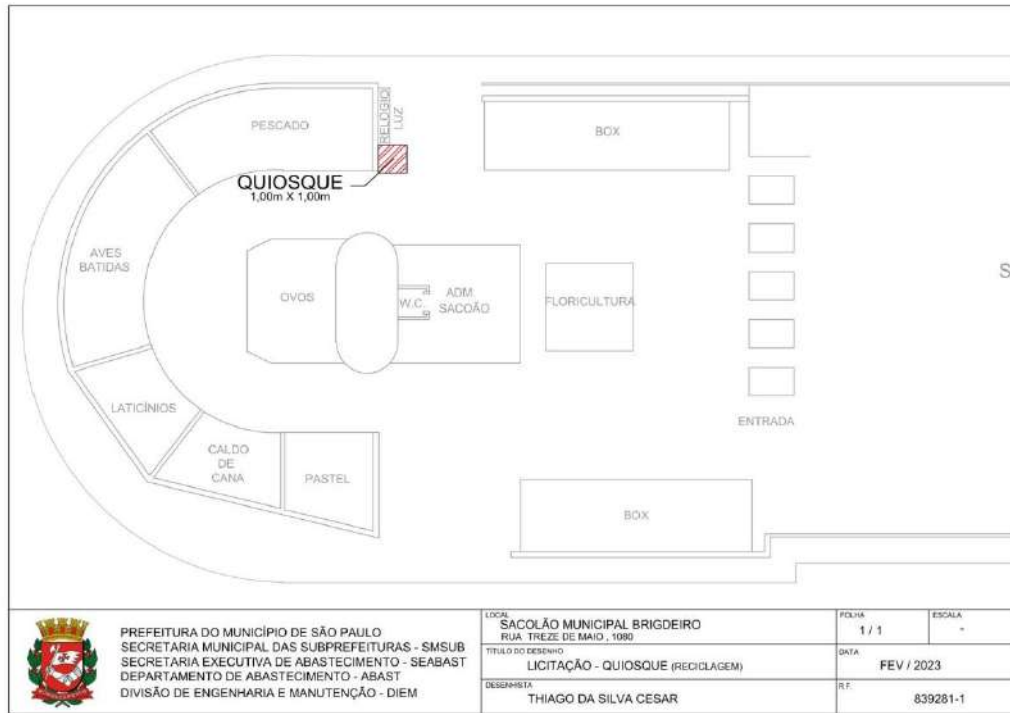 PESCADO
RELOGIO
LUZ
BOX
QUIOSQUE
1,00m X 1,00m
AVES
BATIDAS
OVOS
W.C.
ADM.
SACOÃO
FLORICULTURA
S
LATICÍNIOS
ENTRADA
CALDO
DE
CANA
PASTEL
BOX
PREFEITURA DO MUNICÍPIO DE SÃO PAULO
SECRETARIA MUNICIPAL DAS SUBPREFEITURAS - SMSUB
SECRETARIA EXECUTIVA DE ABASTECIMENTO - SEABAST
DEPARTAMENTO DE ABASTECIMENTO - ABAST
DIVISÃO DE ENGENHARIA E MANUTENÇÃO - DIEM
LOCAL
SACOLÃO MUNICIPAL BRIGDEIRO
RUA TREZE DE MAIO , 1080
TÍTULO DO DESENHO
LICITAÇÃO - QUIOSQUE (RECICLAGEM)
DESENHISTA
THIAGO DA SILVA CESAR
FOLHA
1 / 1
ESCALA
-
DATA
FEV / 2023
R.F.
839281-1